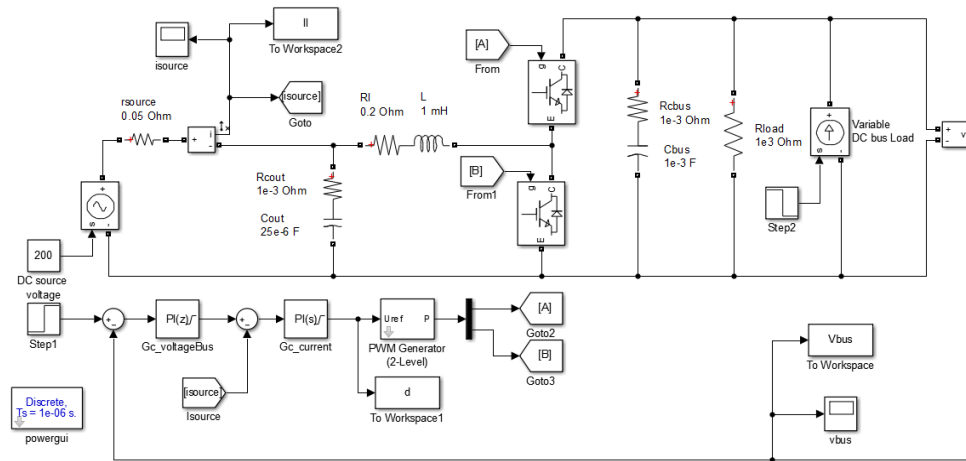 isource
Il
To Workspace2
[isource]
Goto
rsource
0.05 Ohm
+
i
-
Rl
0.2 Ohm
L
1 mH
[A]
From
g
C
E
[B]
From1
g
C
E
Rcout
1e-3 Ohm
Cout
25e-6 F
Rcbus
1e-3 Ohm
Cbus
1e-3 F
Rload
1e3 Ohm
Variable
DC bus Load
s
+
-
Step2
+
-
v
s
+
-
200
DC source
voltage
Step1
PI(z)
Gc_voltageBus
PI(s)
Gc_current
Uref P
PWM Generator
(2-Level)
[A]
Goto2
[B]
Goto3
[isource]
Isource
d
To Workspace1
Vbus
To Workspace
vbus
Discrete,
Ts = 1e-06 s.
powergui